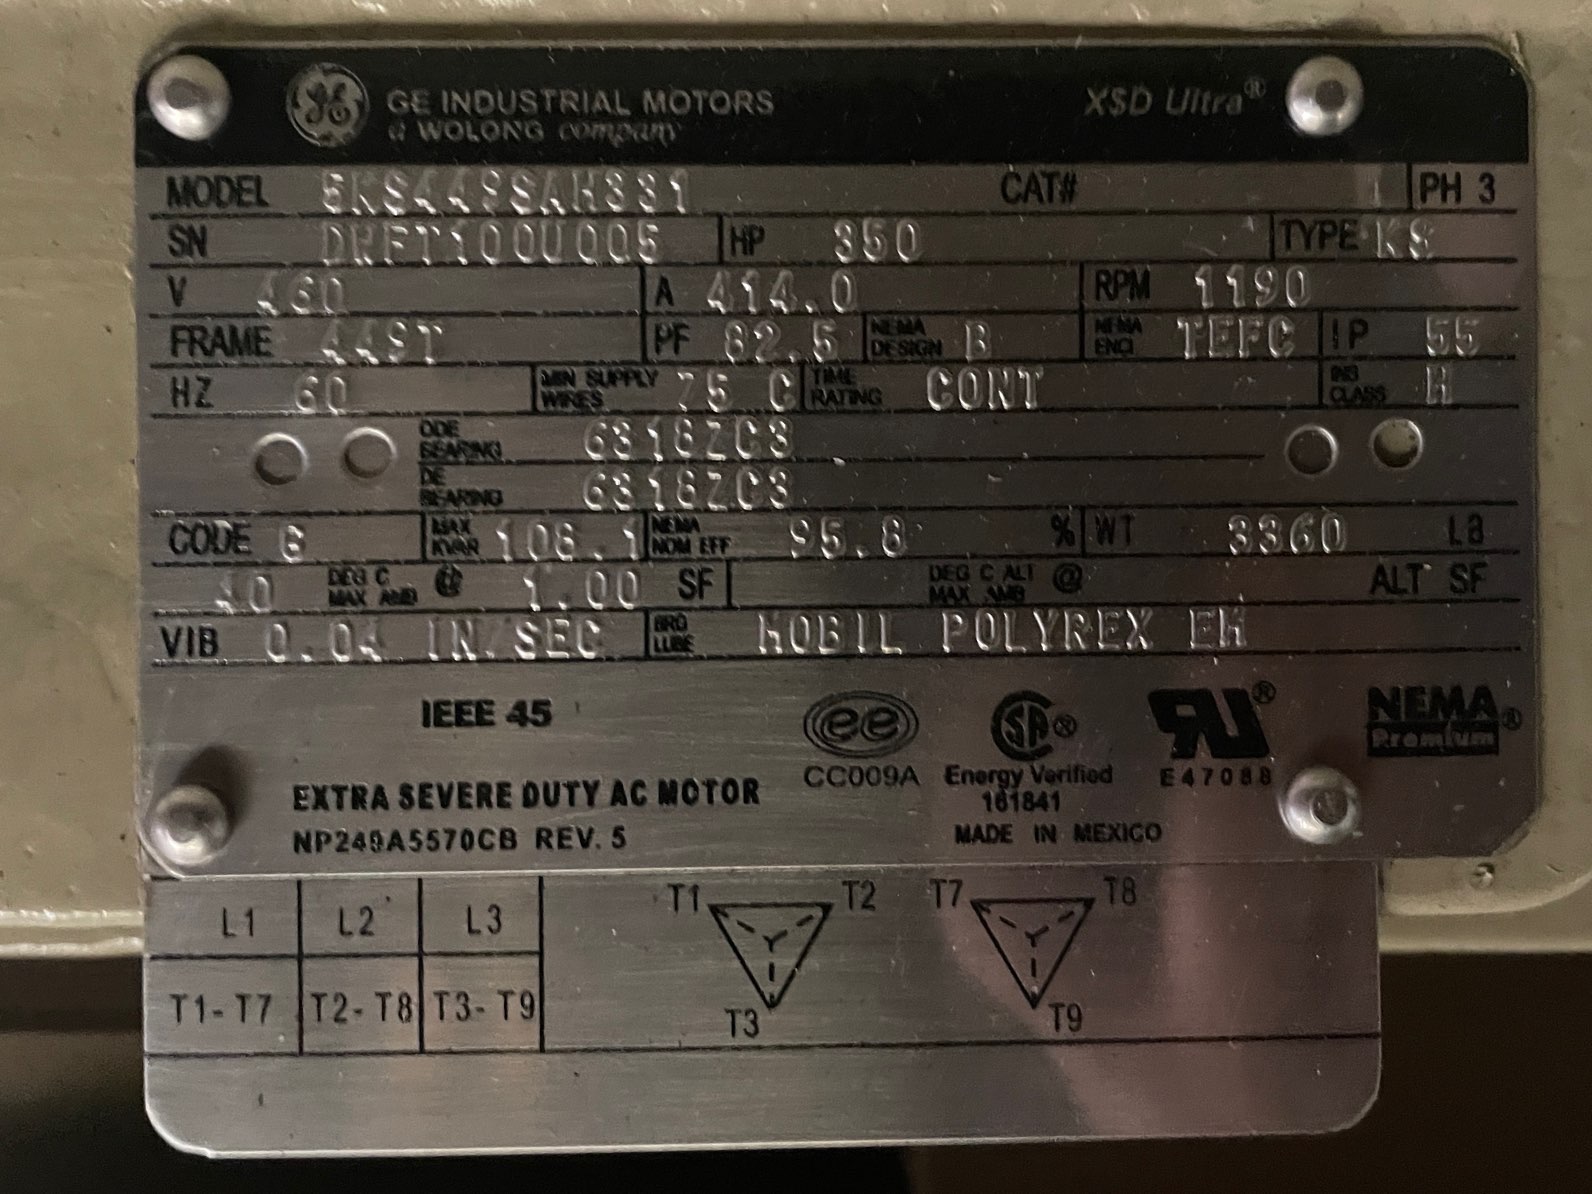 GE GE INDUSTRIAL MOTORS XSD Ultra®
a WOLONG company
MODEL 5KS449SAH331 CAT# PH 3
SN HP 350 TYPE KS
V 460 A 414.0 RPM 1190
FRAME 449T PF 82.5 NEMA DESIGN B NEMA ENCL TEFC IP 55
HZ 60 MIN SUPPLY WIRES 75 C TIME RATING CONT INS CLASS H
ODE BEARING 6318ZC3
DE BEARING 6318ZC3
CODE G MAX KVAR 108.1 NEMA NOM EFF 95.8 % WT 3360 LB
40 DEG C MAX AMB @ 1.00 SF DEG C ALT MAX AMB @ ALT SF
VIB 0.04 IN/SEC BRG LUBE MOBIL POLYREX EM
IEEE 45 ee SA® RU® NEMA®
Premium
CC009A Energy Verified E47088
161841
EXTRA SEVERE DUTY AC MOTOR
NP249A5570CB REV. 5 MADE IN MEXICO
L1 L2 L3 T1 T2 T7 T8
T1-T7 T2-T8 T3-T9 T3 T9